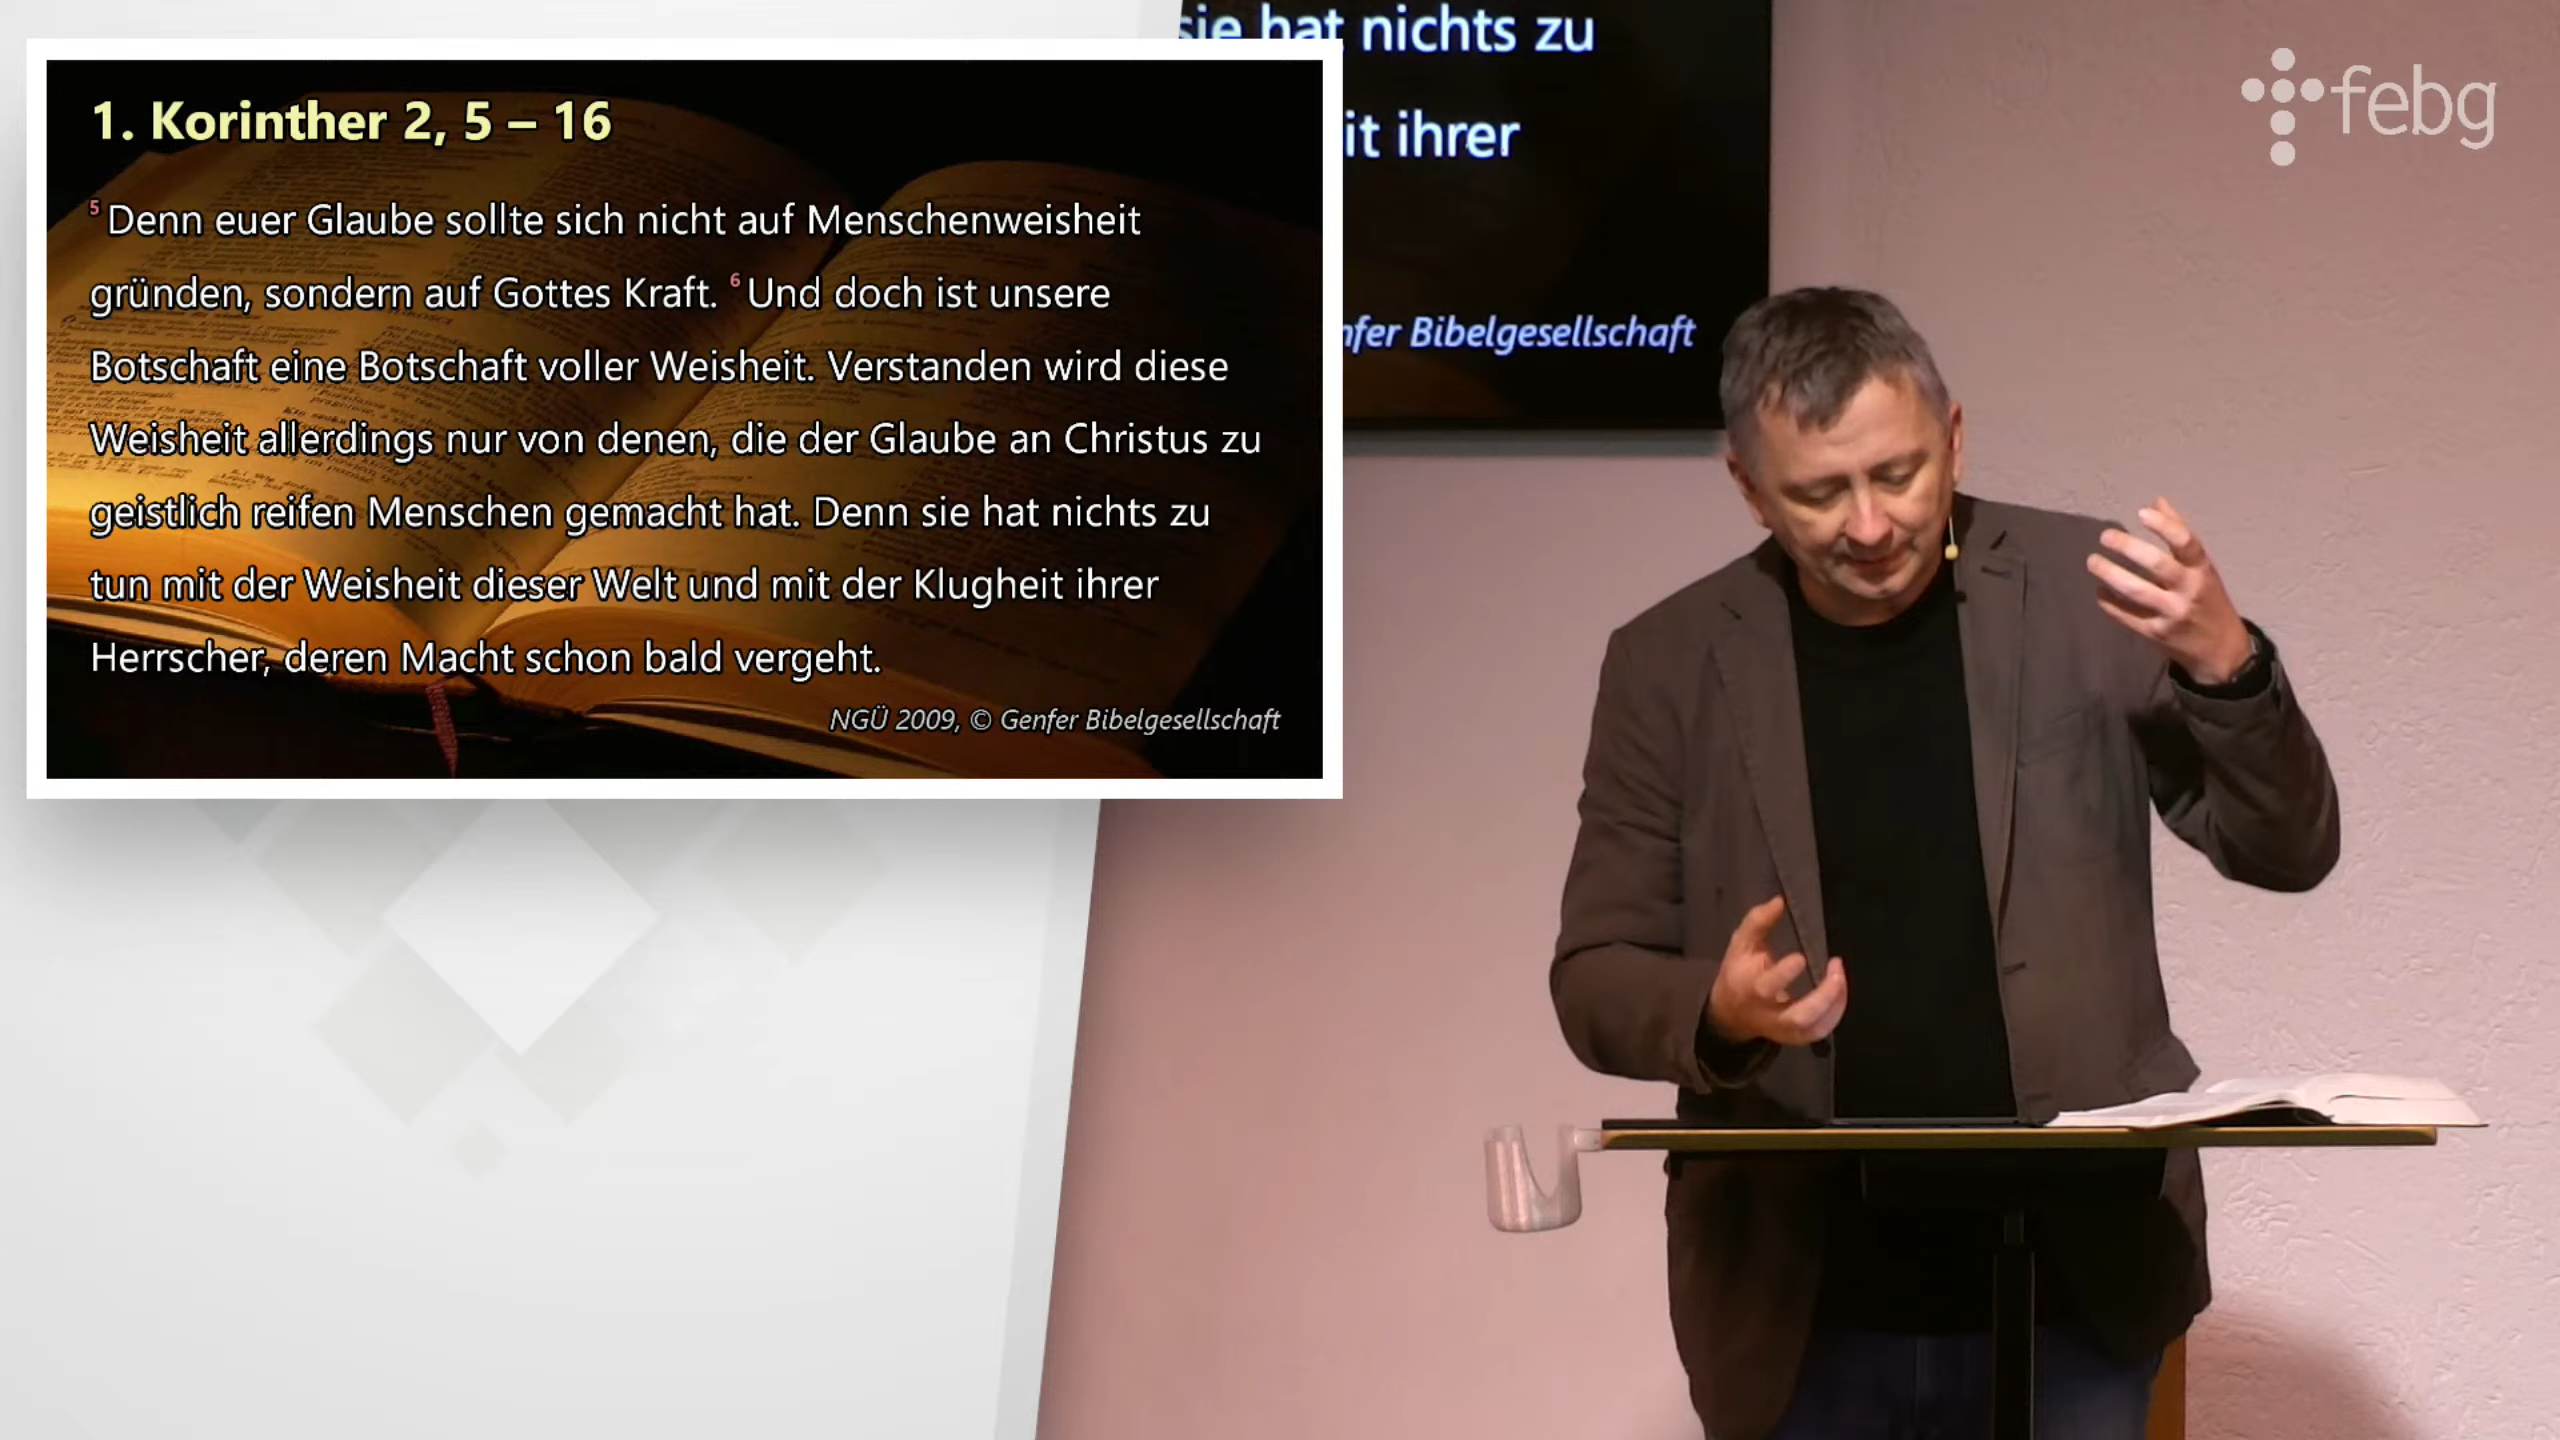 1. Korinther 2, 5 – 16
5 Denn euer Glaube sollte sich nicht auf Menschenweisheit
gründen, sondern auf Gottes Kraft. 6 Und doch ist unsere
Botschaft eine Botschaft voller Weisheit. Verstanden wird diese
Weisheit allerdings nur von denen, die der Glaube an Christus zu
geistlich reifen Menschen gemacht hat. Denn sie hat nichts zu
tun mit der Weisheit dieser Welt und mit der Klugheit ihrer
Herrscher, deren Macht schon bald vergeht.
NGÜ 2009, © Genfer Bibelgesellschaft
sie hat nichts zu
it ihrer
nfer Bibelgesellschaft
febg